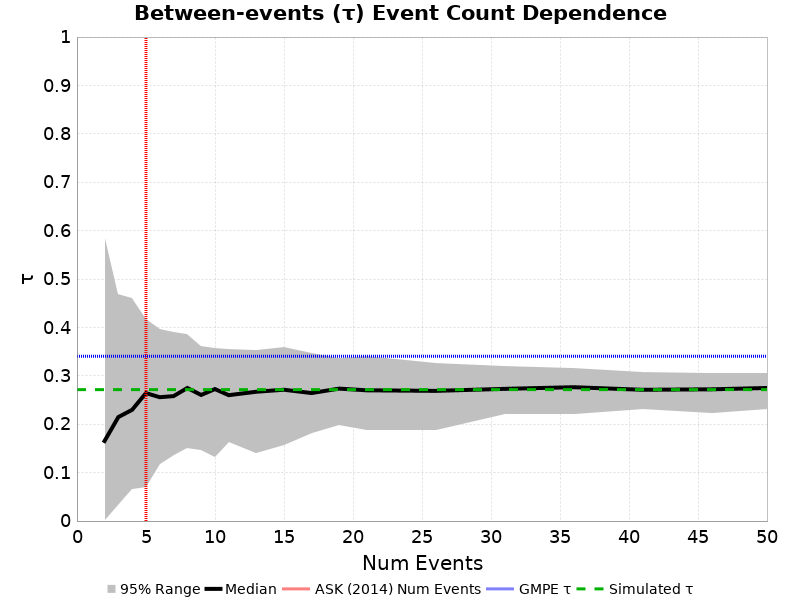 Between-events (τ) Event Count Dependence
1
0.9
0.8
0.7
0.6
0.5
0.4
0.3
0.2
0.1
0
τ
0 5 10 15 20 25 30 35 40 45 50
Num Events
95% Range Median ASK (2014) Num Events GMPE τ Simulated τ